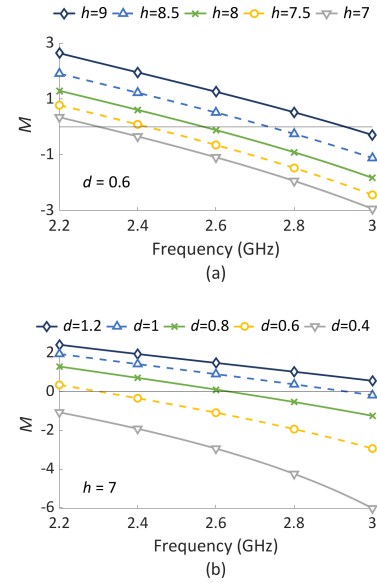 h=9 h=8.5 h=8 h=7.5 h=7
3
1
-1
-3
M
d = 0.6
2.2 2.4 2.6 2.8 3
Frequency (GHz)
(a)
d=1.2 d=1 d=0.8 d=0.6 d=0.4
2
0
-2
-4
-6
M
h = 7
2.2 2.4 2.6 2.8 3
Frequency (GHz)
(b)